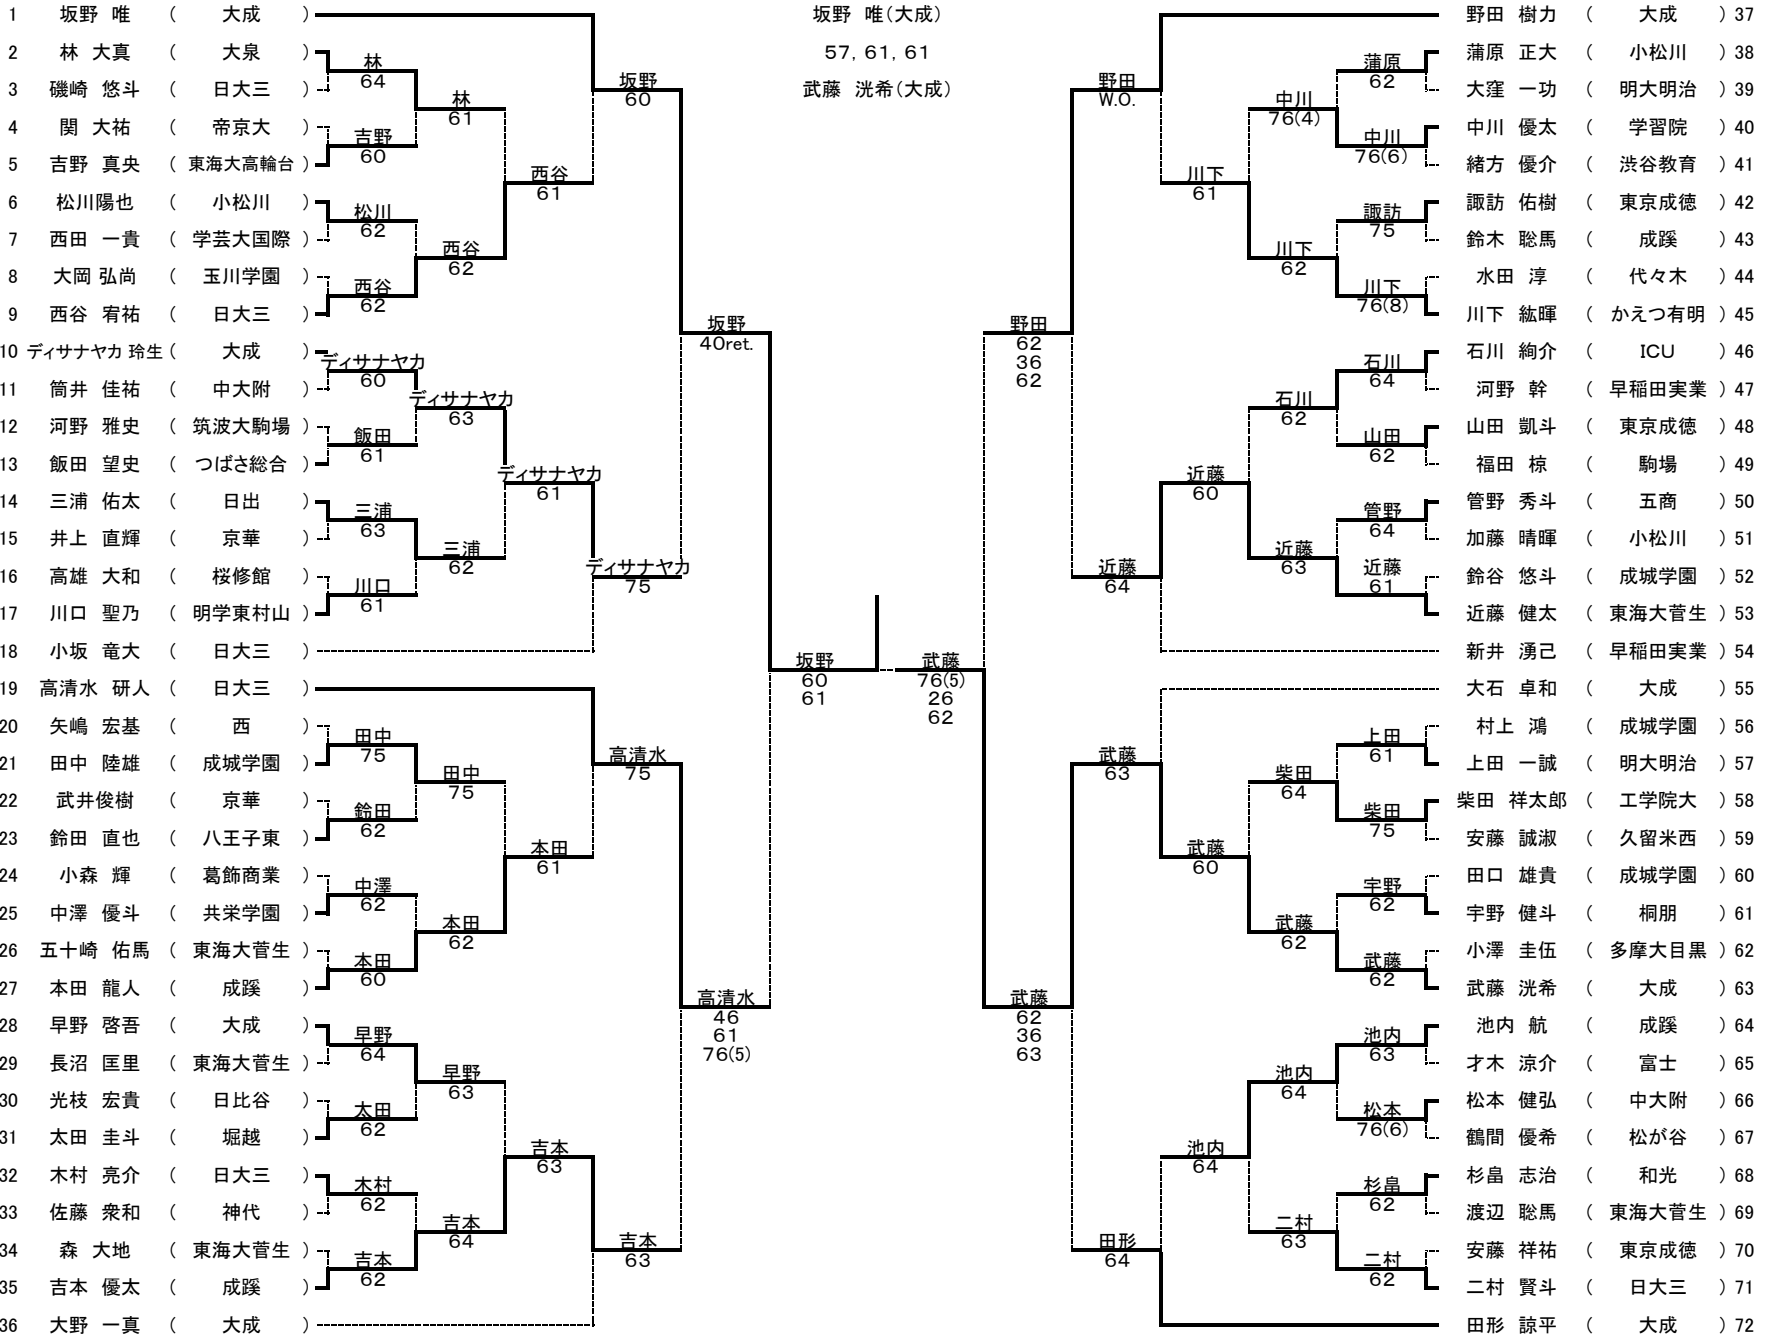 坂野 唯(大成)
57, 61, 61
武藤 洸希(大成)
1 坂野 唯 ( 大成 )
2 林 大真 ( 大泉 )
3 磯崎 悠斗 ( 日大三 )
4 関 大祐 ( 帝京大 )
5 吉野 真央 ( 東海大高輪台 )
6 松川陽也 ( 小松川 )
7 西田 一貴 ( 学芸大国際 )
8 大岡 弘尚 ( 玉川学園 )
9 西谷 宥祐 ( 日大三 )
10 ディサナヤカ 玲生 ( 大成 )
11 筒井 佳祐 ( 中大附 )
12 河野 雅史 ( 筑波大駒場 )
13 飯田 望史 ( つばさ総合 )
14 三浦 佑太 ( 日出 )
15 井上 直輝 ( 京華 )
16 高雄 大和 ( 桜修館 )
17 川口 聖乃 ( 明学東村山 )
18 小坂 竜大 ( 日大三 )
19 高清水 研人 ( 日大三 )
20 矢嶋 宏基 ( 西 )
21 田中 陸雄 ( 成城学園 )
22 武井俊樹 ( 京華 )
23 鈴田 直也 ( 八王子東 )
24 小森 輝 ( 葛飾商業 )
25 中澤 優斗 ( 共栄学園 )
26 五十崎 佑馬 ( 東海大菅生 )
27 本田 龍人 ( 成蹊 )
28 早野 啓吾 ( 大成 )
29 長沼 匡里 ( 東海大菅生 )
30 光枝 宏貴 ( 日比谷 )
31 太田 圭斗 ( 堀越 )
32 木村 亮介 ( 日大三 )
33 佐藤 衆和 ( 神代 )
34 森 大地 ( 東海大菅生 )
35 吉本 優太 ( 成蹊 )
36 大野 一真 ( 大成 )
林
64
吉野
60
松川
62
西谷
62
ディサナヤカ
60
飯田
61
三浦
63
川口
61
田中
75
鈴田
62
中澤
62
本田
60
早野
64
太田
62
木村
62
吉本
62
林
61
西谷
62
ディサナヤカ
63
三浦
62
田中
75
本田
62
早野
63
吉本
64
西谷
61
ディサナヤカ
61
本田
61
吉本
63
坂野
60
ディサナヤカ
75
高清水
75
吉本
63
坂野
40ret.
高清水
46
61
76(5)
坂野
60
61
武藤
76(5)
26
62
野田
62
36
62
武藤
62
36
63
野田
W.O.
近藤
64
武藤
63
田形
64
川下
61
近藤
60
武藤
60
池内
64
中川
76(4)
川下
62
石川
62
近藤
63
柴田
64
武藤
62
池内
64
二村
63
蒲原
62
中川
76(6)
諏訪
75
川下
76(8)
石川
64
山田
62
管野
64
近藤
61
上田
61
柴田
75
宇野
62
武藤
62
池内
63
松本
76(6)
杉畠
62
二村
62
野田 樹力 ( 大成 ) 37
蒲原 正大 ( 小松川 ) 38
大窪 一功 ( 明大明治 ) 39
中川 優太 ( 学習院 ) 40
緒方 優介 ( 渋谷教育 ) 41
諏訪 佑樹 ( 東京成徳 ) 42
鈴木 聡馬 ( 成蹊 ) 43
水田 淳 ( 代々木 ) 44
川下 紘暉 ( かえつ有明 ) 45
石川 絢介 ( ICU ) 46
河野 幹 ( 早稲田実業 ) 47
山田 凱斗 ( 東京成徳 ) 48
福田 椋 ( 駒場 ) 49
管野 秀斗 ( 五商 ) 50
加藤 晴暉 ( 小松川 ) 51
鈴谷 悠斗 ( 成城学園 ) 52
近藤 健太 ( 東海大菅生 ) 53
新井 湧己 ( 早稲田実業 ) 54
大石 卓和 ( 大成 ) 55
村上 鴻 ( 成城学園 ) 56
上田 一誠 ( 明大明治 ) 57
柴田 祥太郎 ( 工学院大 ) 58
安藤 誠淑 ( 久留米西 ) 59
田口 雄貴 ( 成城学園 ) 60
宇野 健斗 ( 桐朋 ) 61
小澤 圭伍 ( 多摩大目黒 ) 62
武藤 洸希 ( 大成 ) 63
池内 航 ( 成蹊 ) 64
才木 涼介 ( 富士 ) 65
松本 健弘 ( 中大附 ) 66
鶴間 優希 ( 松が谷 ) 67
杉畠 志治 ( 和光 ) 68
渡辺 聡馬 ( 東海大菅生 ) 69
安藤 祥祐 ( 東京成徳 ) 70
二村 賢斗 ( 日大三 ) 71
田形 諒平 ( 大成 ) 72